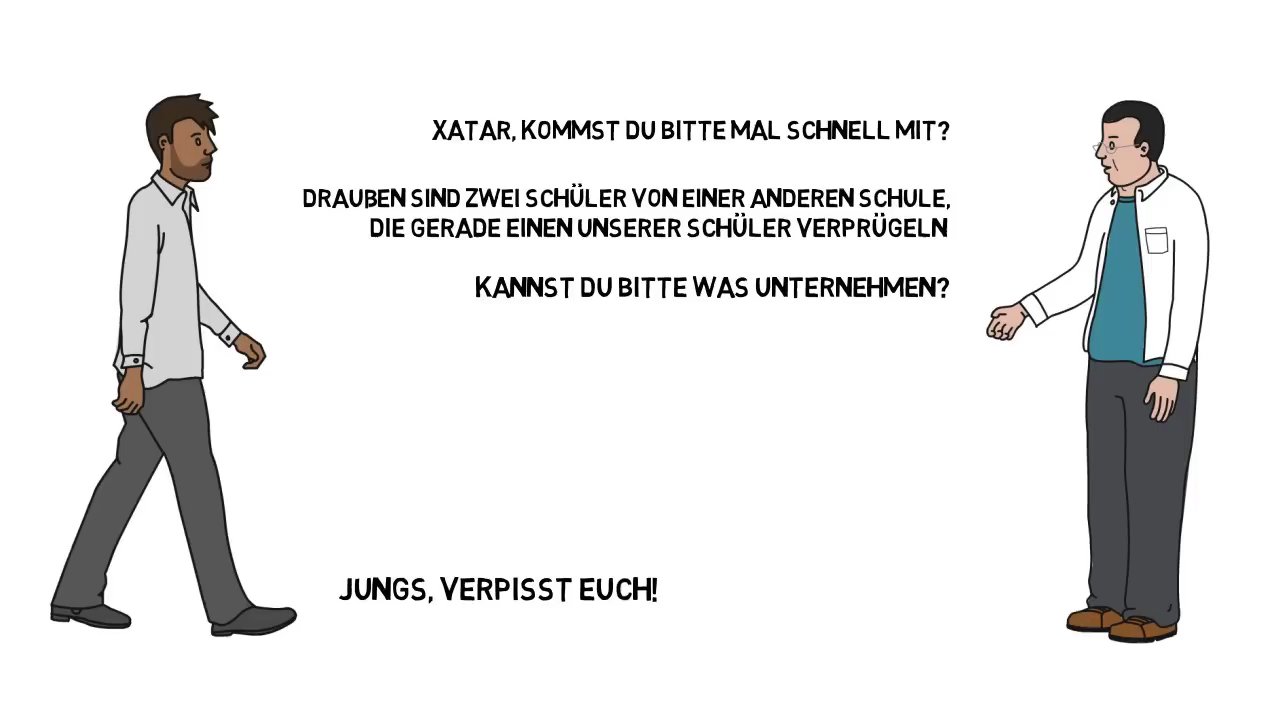 XATAR, KOMMST DU BITTE MAL SCHNELL MIT?
DRAUßEN SIND ZWEI SCHÜLER VON EINER ANDEREN SCHULE,
DIE GERADE EINEN UNSERER SCHÜLER VERPRÜGELN
KANNST DU BITTE WAS UNTERNEHMEN?
JUNGS, VERPISST EUCH!